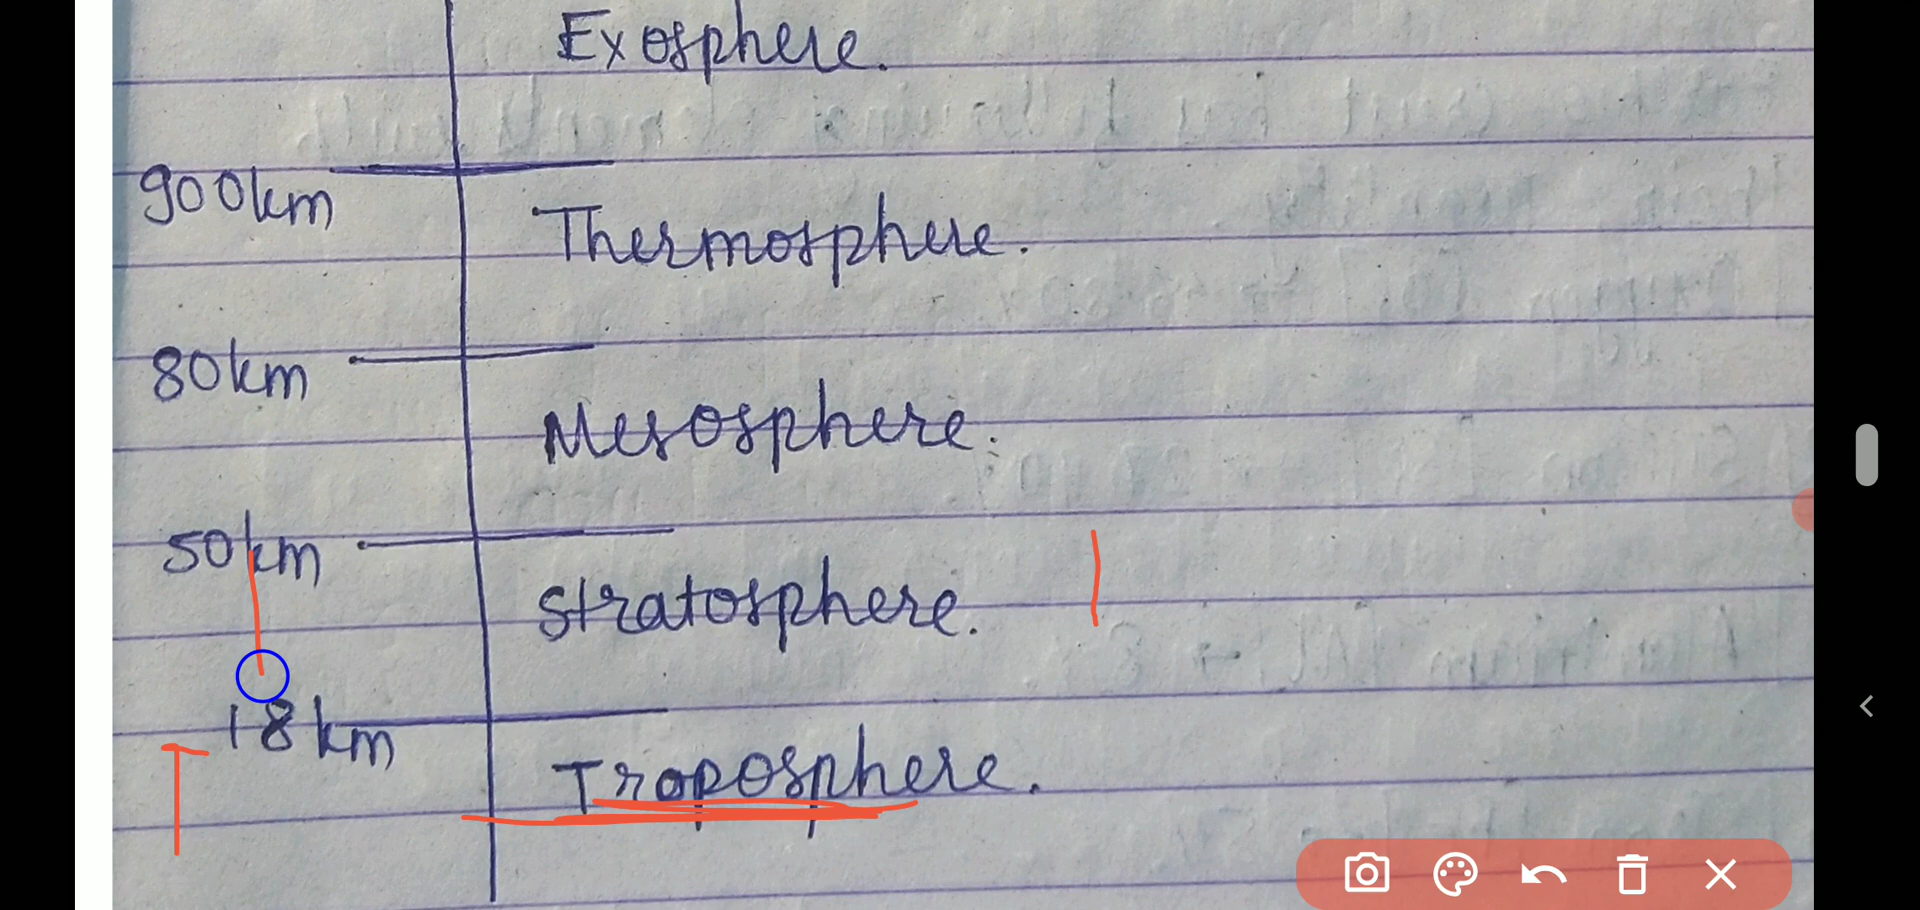 Exosphere.
900km
Thermosphere.
80km
Mesosphere.
50km
Stratosphere.
18km
Troposphere.